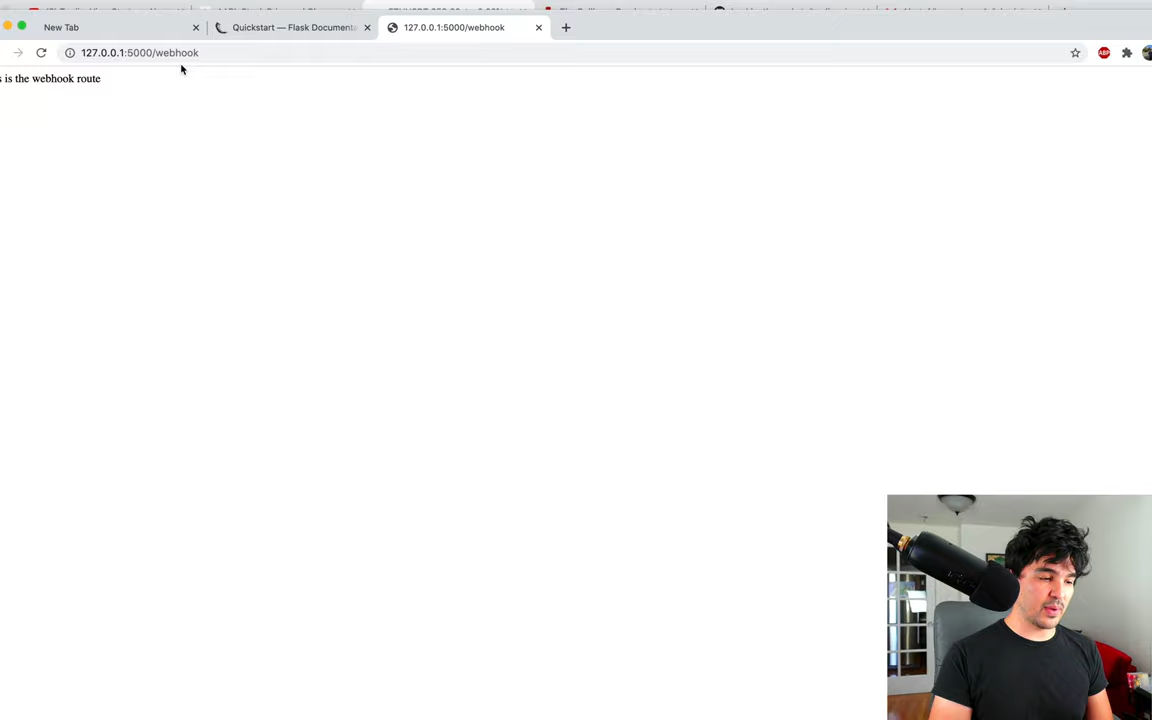 New Tab
Quickstart — Flask Documenta
127.0.0.1:5000/webhook
127.0.0.1:5000/webhook
ABP
s is the webhook route